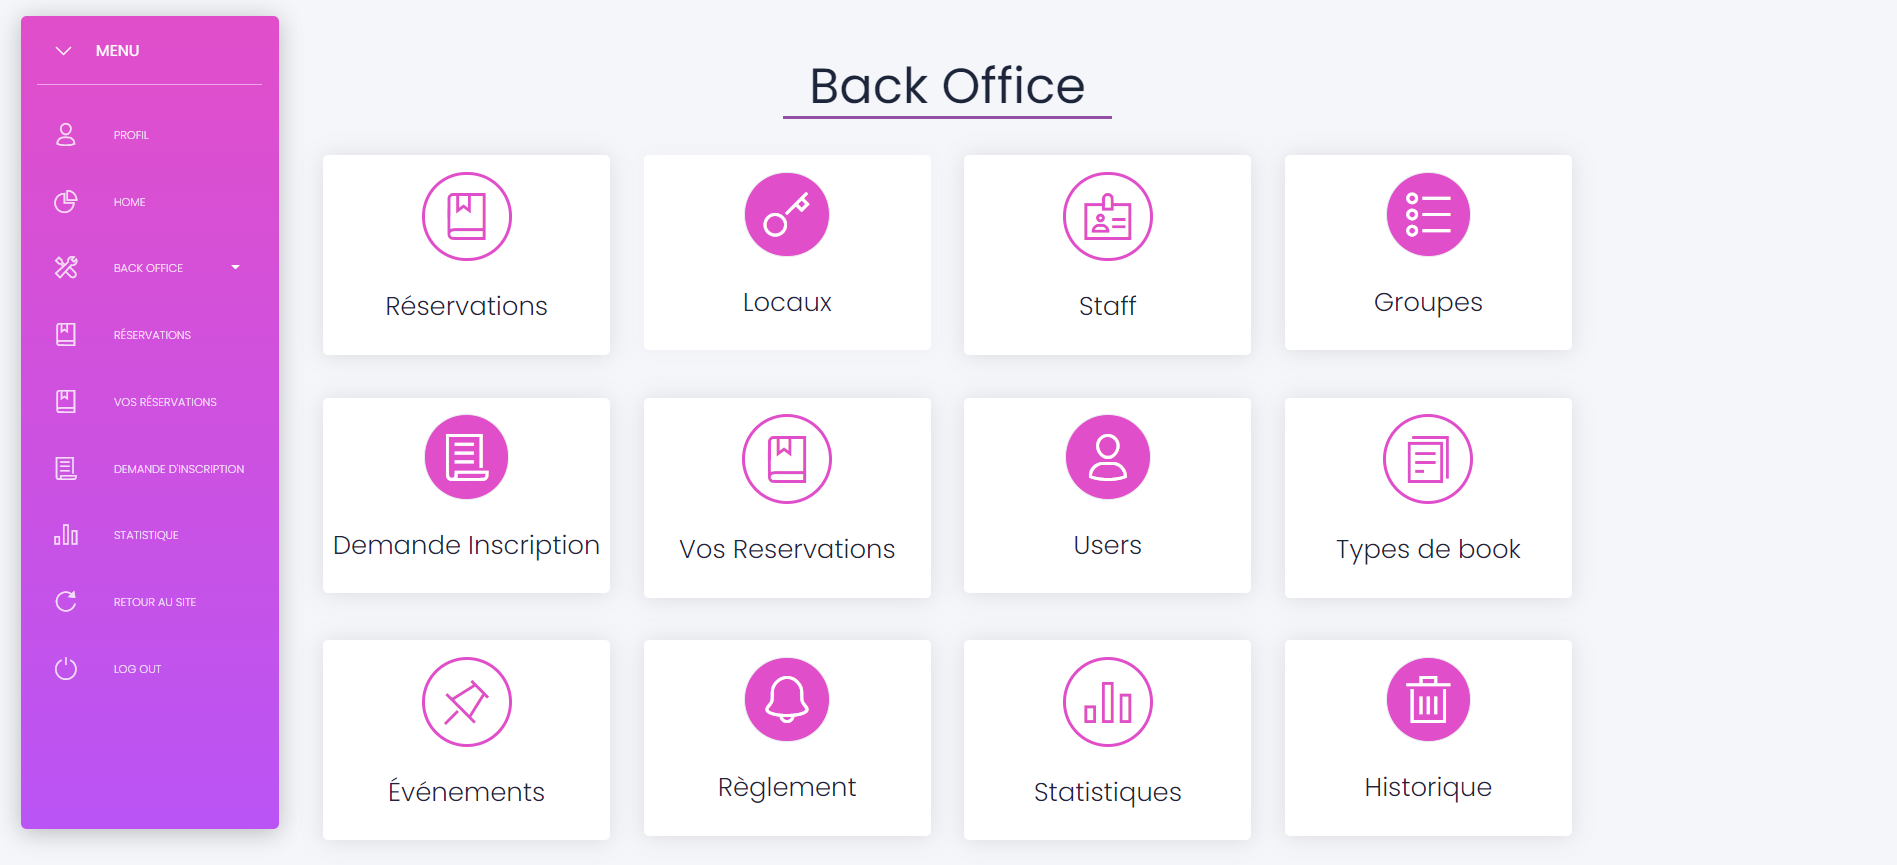 MENU
PROFIL
HOME
BACK OFFICE
RÉSERVATIONS
VOS RÉSERVATIONS
DEMANDE D'INSCRIPTION
STATISTIQUE
RETOUR AU SITE
LOG OUT
Back Office
Réservations
Locaux
Staff
Groupes
Demande Inscription
Vos Reservations
Users
Types de book
Événements
Règlement
Statistiques
Historique